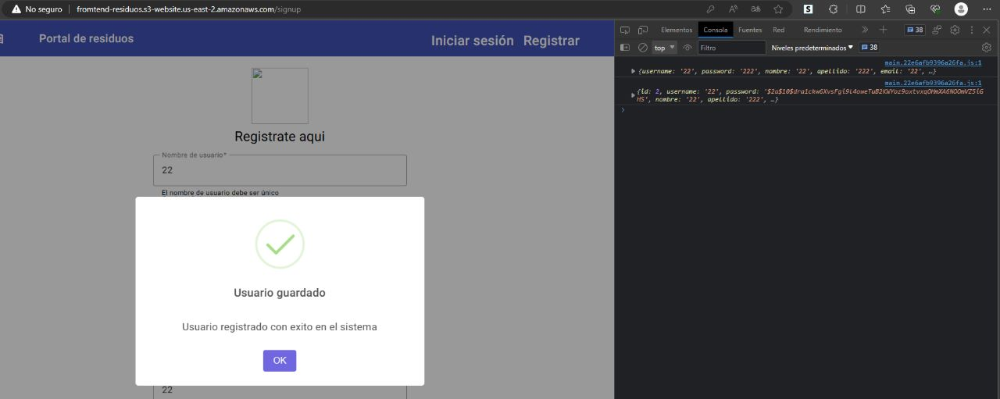 No seguro
fromtend-residuos.s3-website.us-east-2.amazonaws.com/signup
Portal de residuos
Iniciar sesión Registrar
Registrate aqui
Nombre de usuario*
22
El nombre de usuario debe ser único
Usuario guardado
Usuario registrado con exito en el sistema
OK
22
Elementos Consola Fuentes Red Rendimiento 38
top Filtro Niveles predeterminados 38
main.22e6afb9396a26fa.js:1
{username: '22', password: '222', nombre: '22', apellido: '222', email: '22', …}
main.22e6afb9396a26fa.js:1
{id: 2, username: '22', password: '$2a$10$dra1ckw6XvsFgi9l4oweTuB2KWYoz9oxtvxqOHmXA6NOOmVZ5iG
HS', nombre: '22', apellido: '222', …}